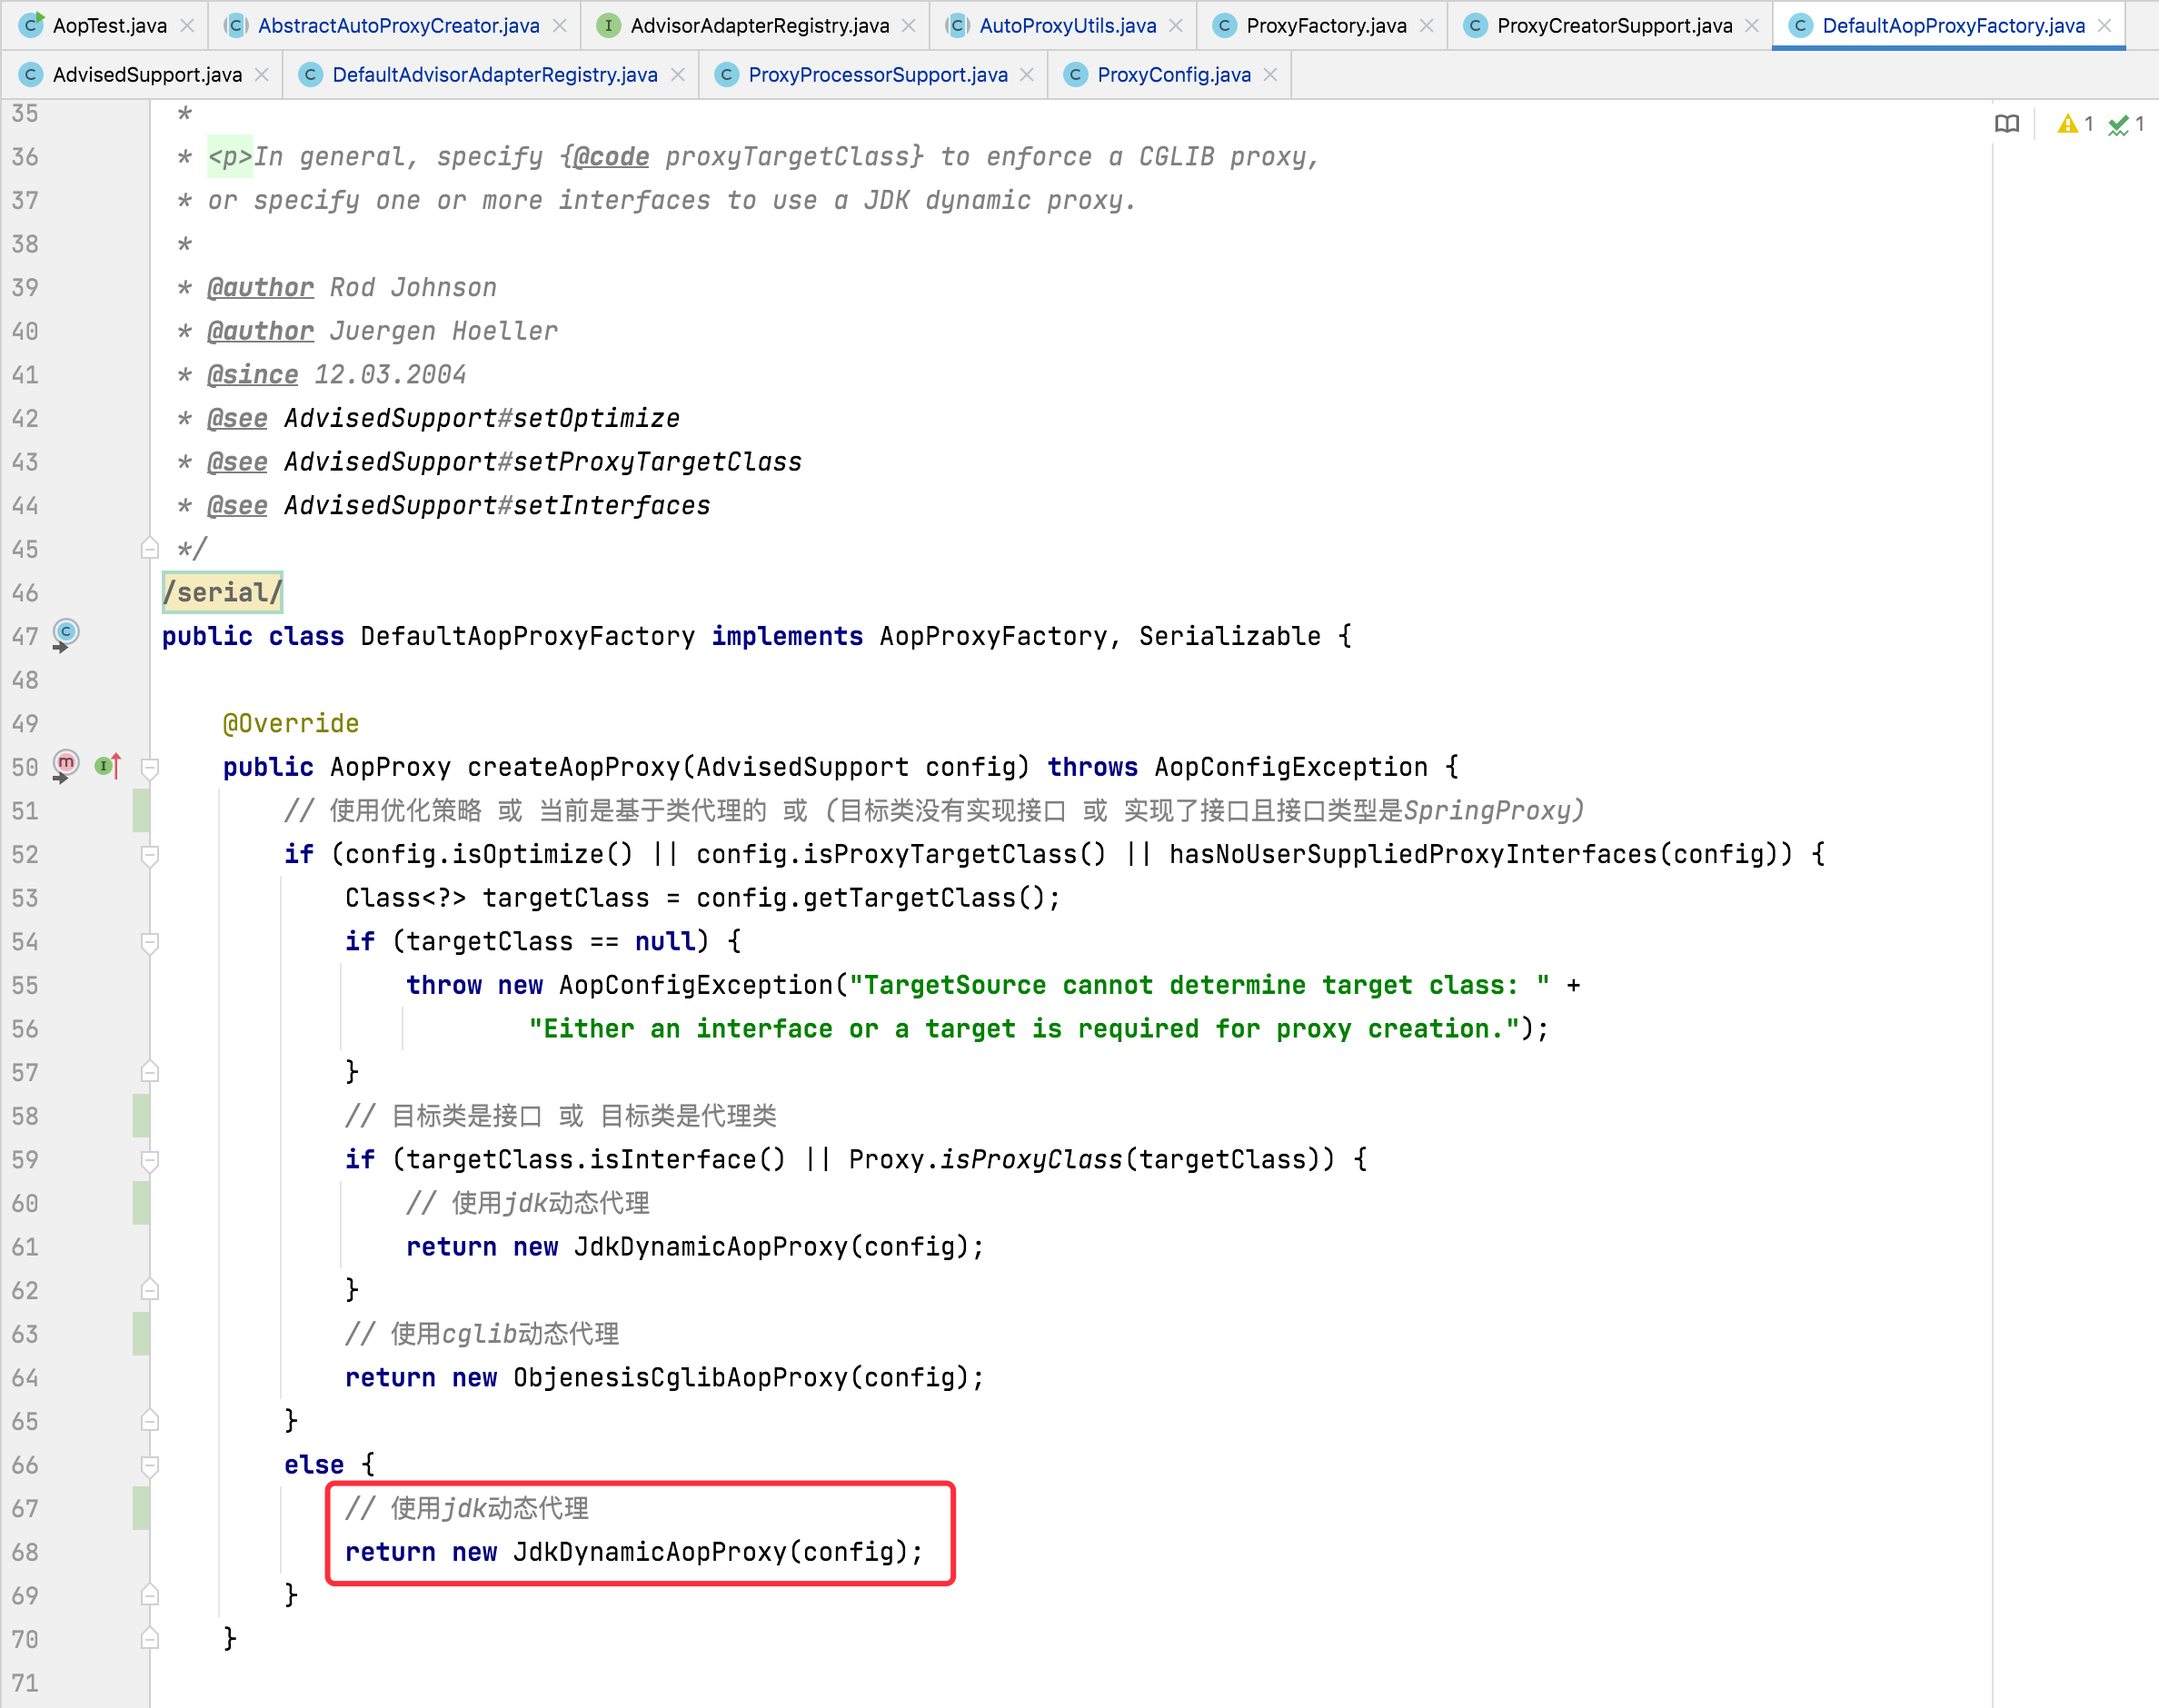 AopTest.java AbstractAutoProxyCreator.java AdvisorAdapterRegistry.java AutoProxyUtils.java ProxyFactory.java ProxyCreatorSupport.java DefaultAopProxyFactory.java
AdvisedSupport.java DefaultAdvisorAdapterRegistry.java ProxyProcessorSupport.java ProxyConfig.java
1 1
35 *
36 * <p>In general, specify {@code proxyTargetClass} to enforce a CGLIB proxy,
37 * or specify one or more interfaces to use a JDK dynamic proxy.
38 *
39 * @author Rod Johnson
40 * @author Juergen Hoeller
41 * @since 12.03.2004
42 * @see AdvisedSupport#setOptimize
43 * @see AdvisedSupport#setProxyTargetClass
44 * @see AdvisedSupport#setInterfaces
45 */
46 /serial/
47 public class DefaultAopProxyFactory implements AopProxyFactory, Serializable {
48
49 @Override
50 public AopProxy createAopProxy(AdvisedSupport config) throws AopConfigException {
51 // 使用优化策略 或 当前是基于类代理的 或 (目标类没有实现接口 或 实现了接口且接口类型是SpringProxy)
52 if (config.isOptimize() || config.isProxyTargetClass() || hasNoUserSuppliedProxyInterfaces(config)) {
53 Class<?> targetClass = config.getTargetClass();
54 if (targetClass == null) {
55 throw new AopConfigException("TargetSource cannot determine target class: " +
56 "Either an interface or a target is required for proxy creation.");
57 }
58 // 目标类是接口 或 目标类是代理类
59 if (targetClass.isInterface() || Proxy.isProxyClass(targetClass)) {
60 // 使用jdk动态代理
61 return new JdkDynamicAopProxy(config);
62 }
63 // 使用cglib动态代理
64 return new ObjenesisCglibAopProxy(config);
65 }
66 else {
67 // 使用jdk动态代理
68 return new JdkDynamicAopProxy(config);
69 }
70 }
71